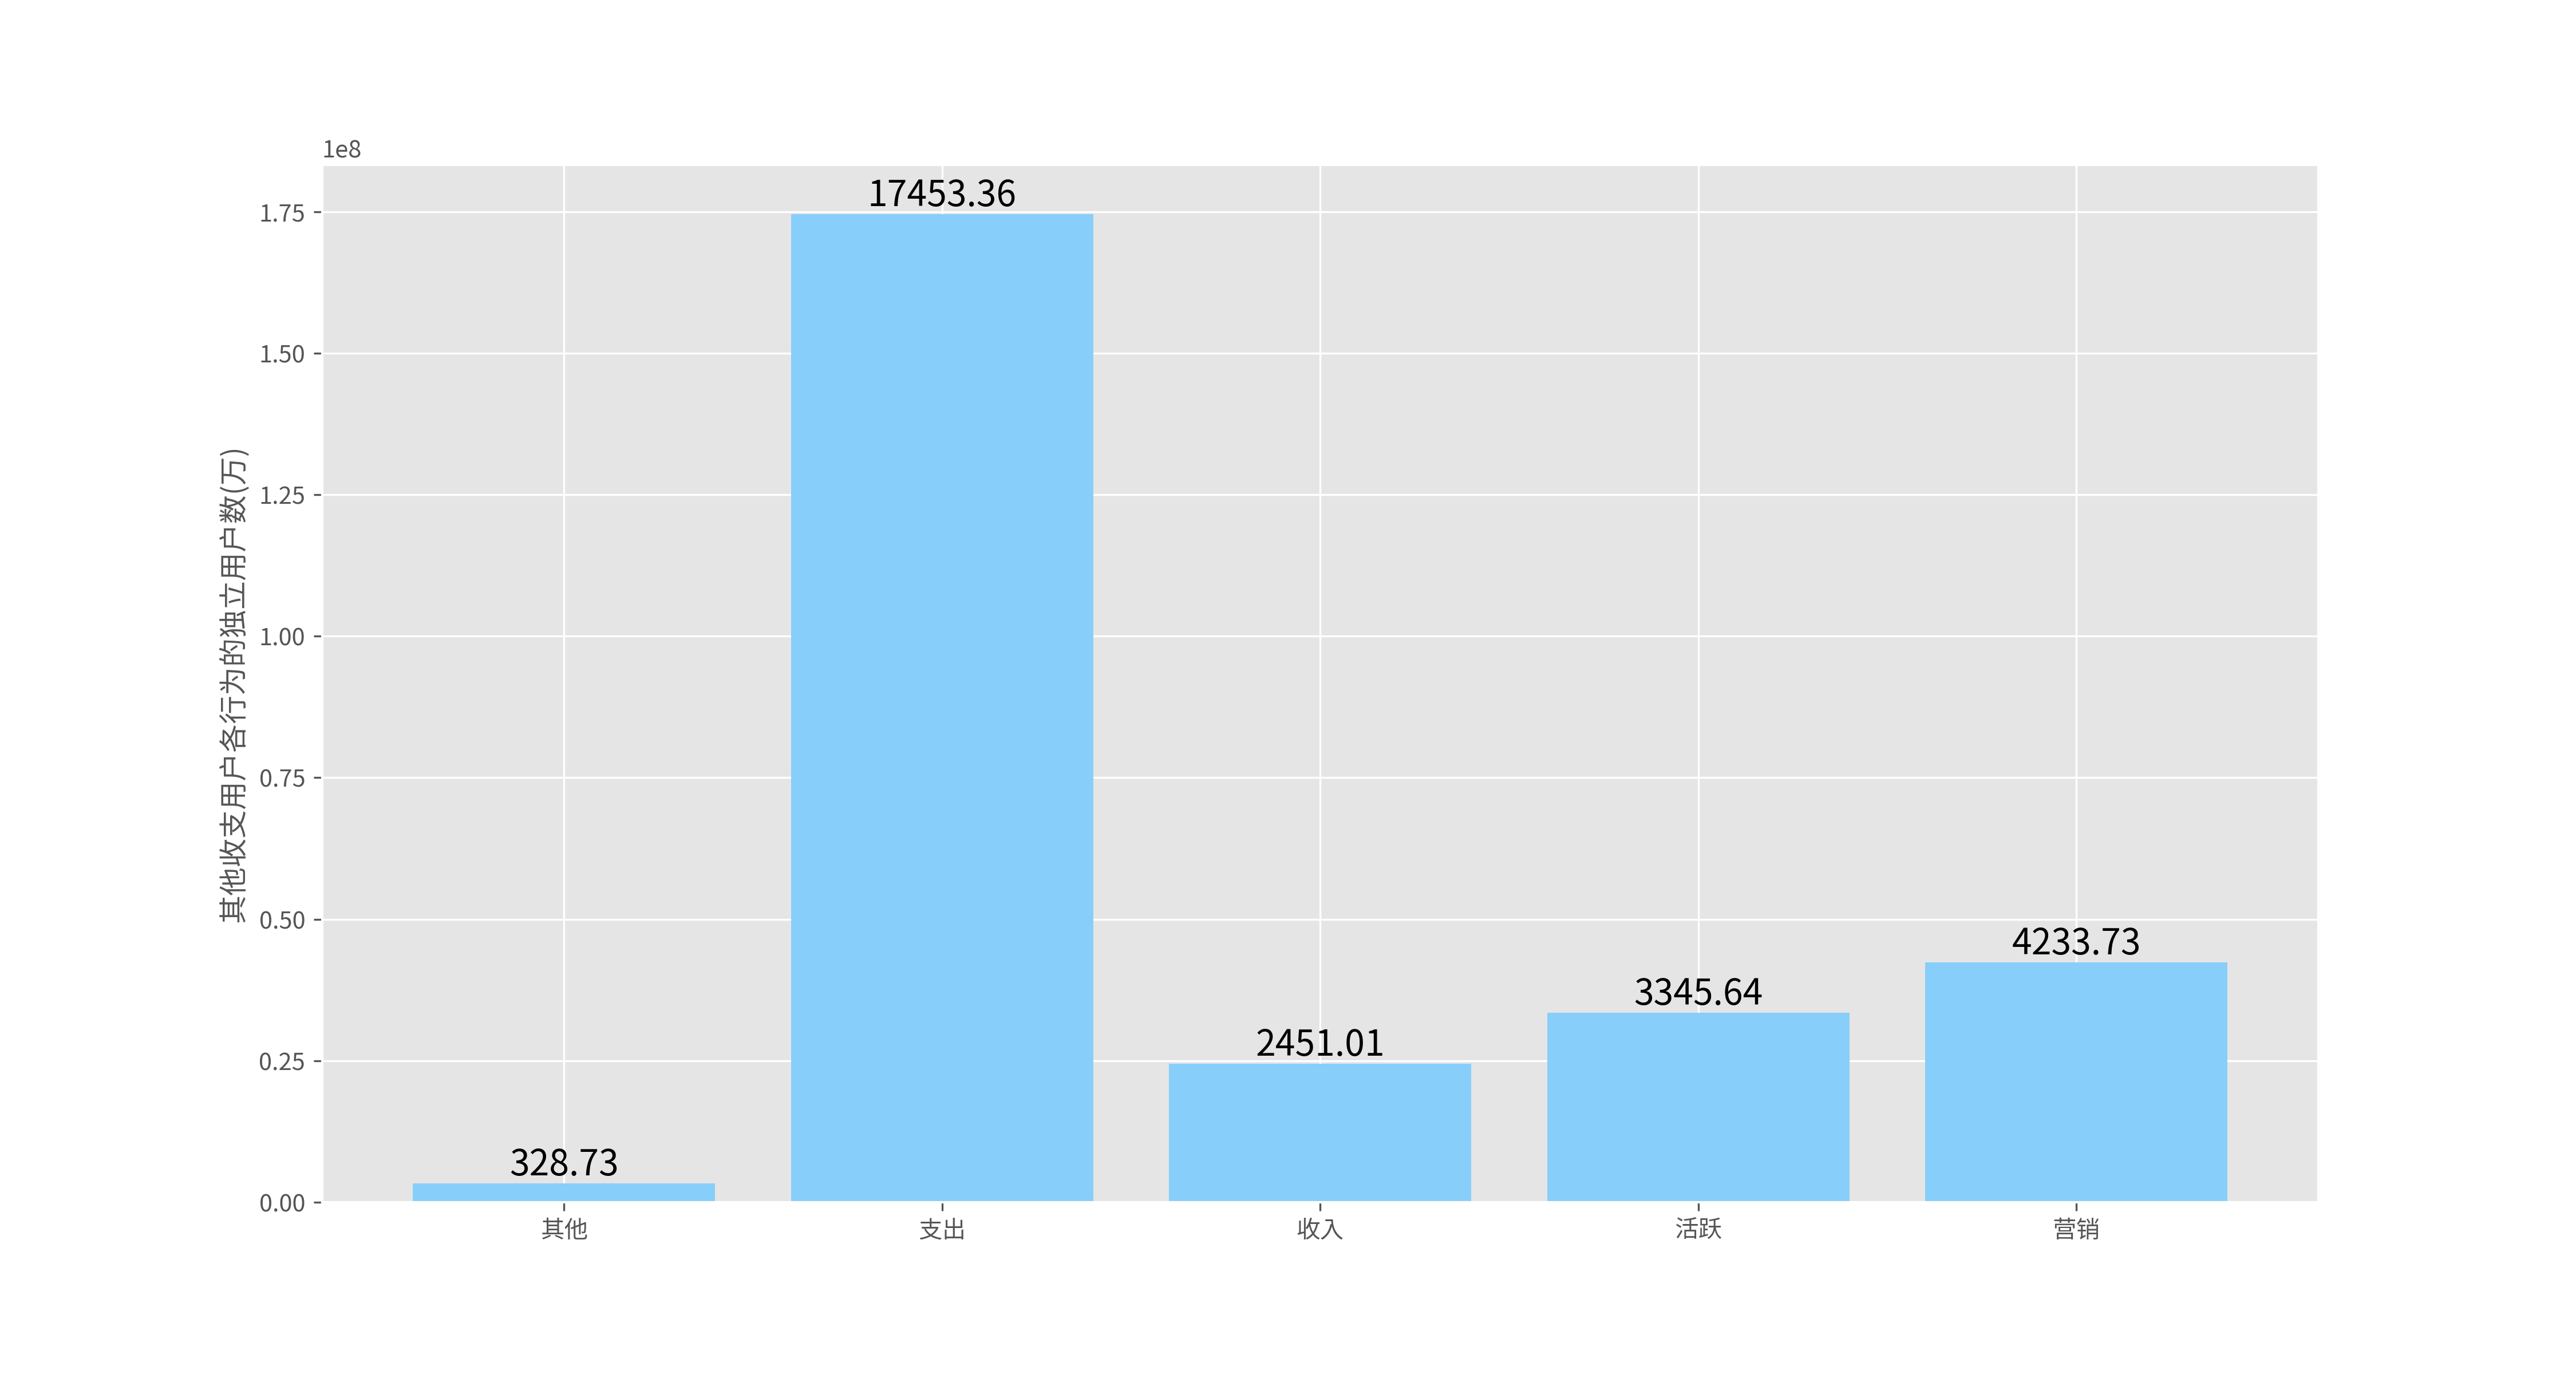 1e8
其他收支用户各行为的独立用户数(万)
1.75
1.50
1.25
1.00
0.75
0.50
0.25
0.00
328.73
17453.36
2451.01
3345.64
4233.73
其他
支出
收入
活跃
营销